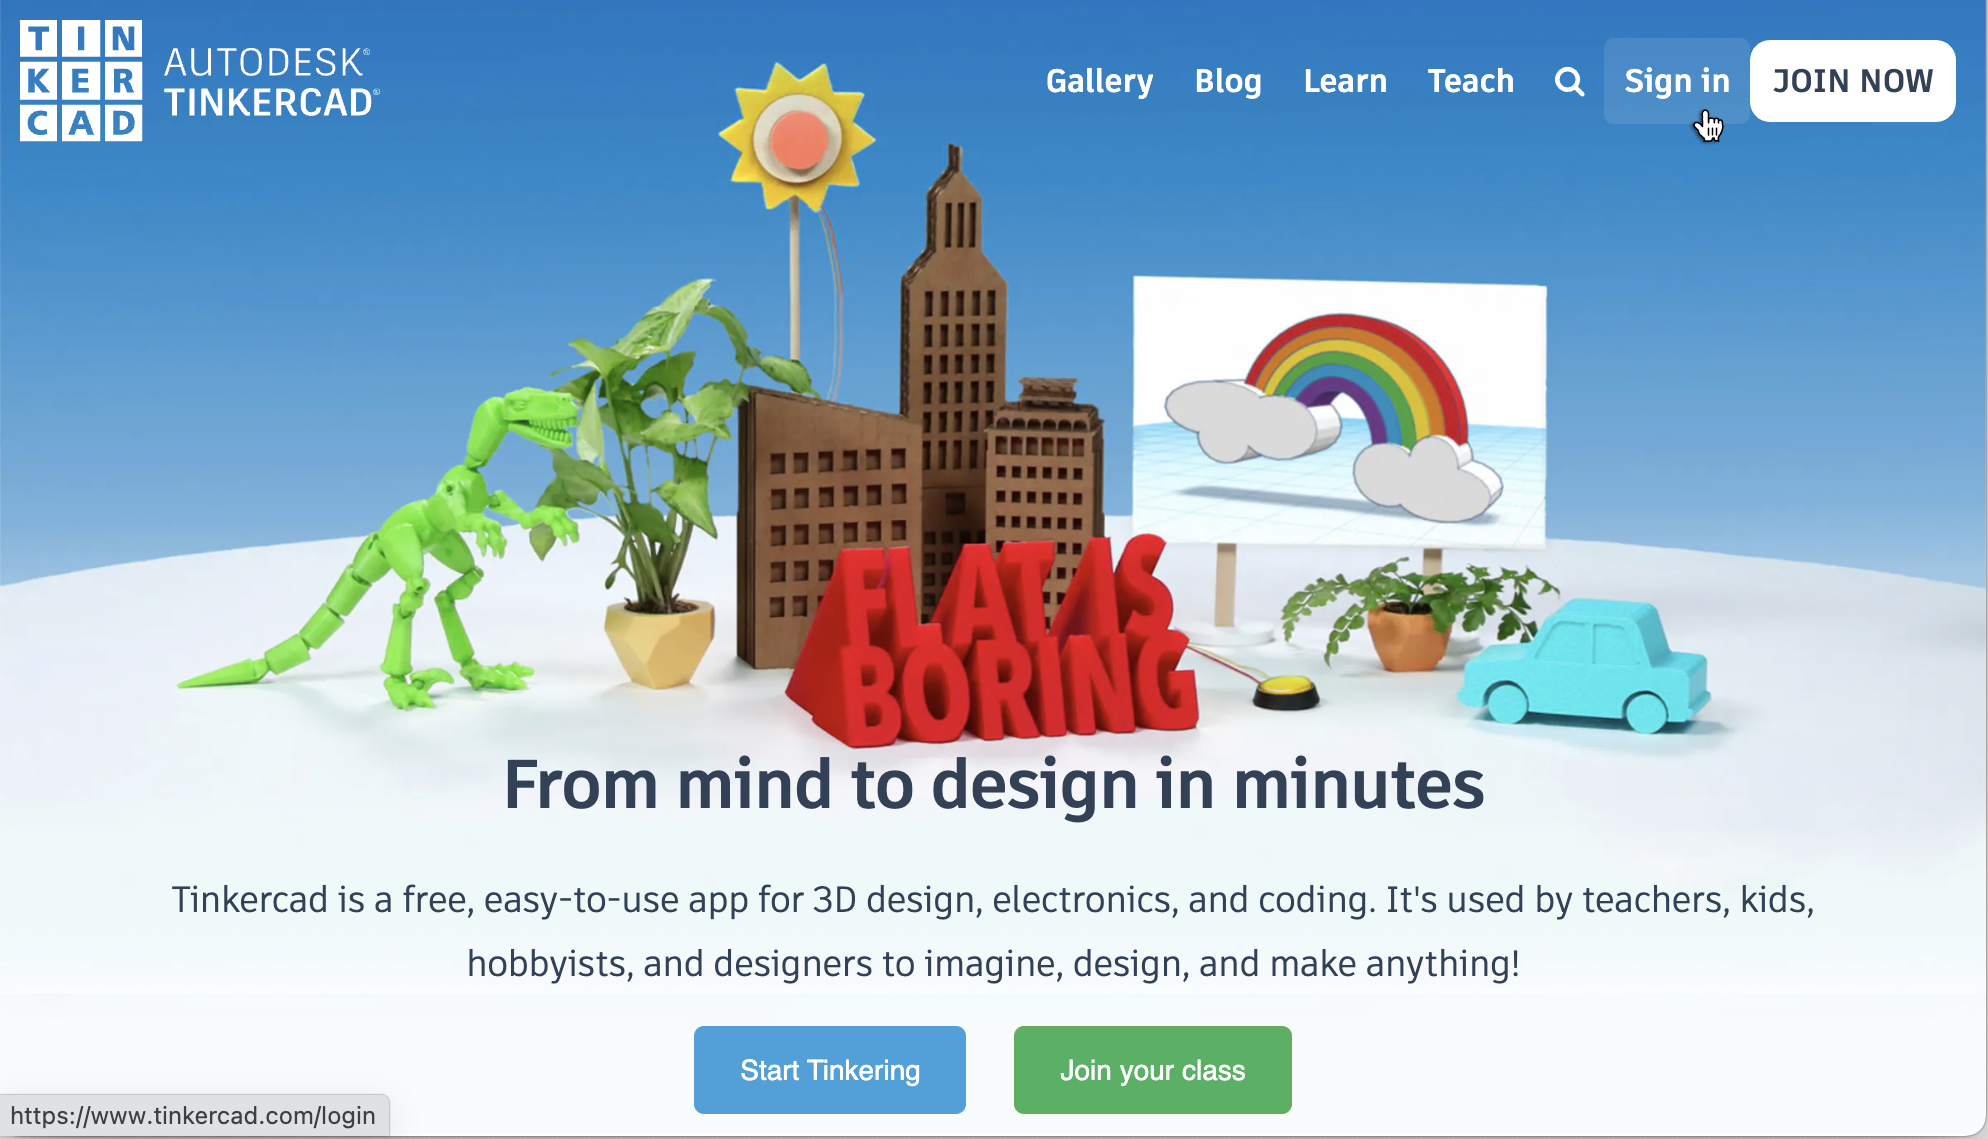 TIN
KER
CAD
AUTODESK®
TINKERCAD®
Gallery Blog Learn Teach Sign in JOIN NOW
FLAT IS
BORING
From mind to design in minutes
Tinkercad is a free, easy-to-use app for 3D design, electronics, and coding. It's used by teachers, kids,
hobbyists, and designers to imagine, design, and make anything!
Start Tinkering Join your class
https://www.tinkercad.com/login